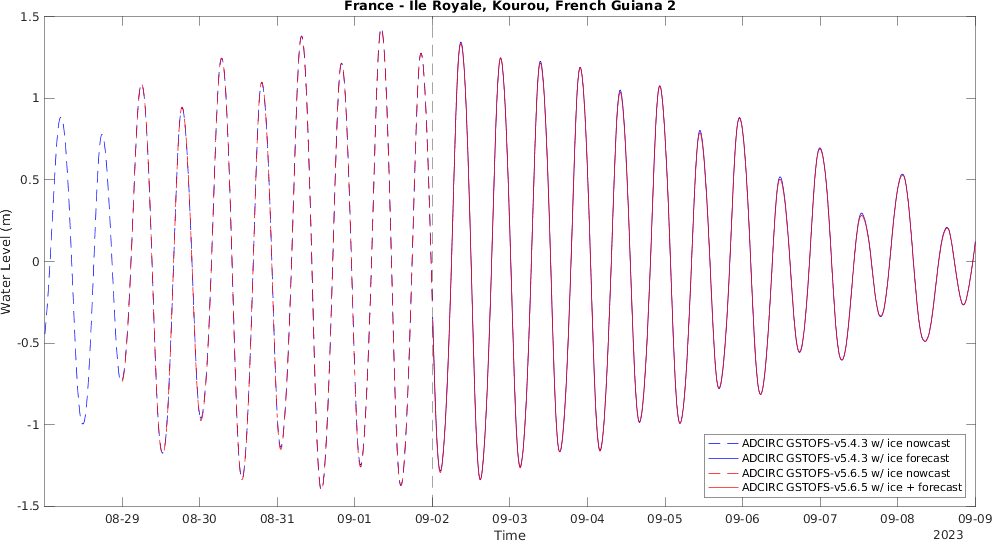 France - Ile Royale, Kourou, French Guiana 2
1.5
1
0.5
0
-0.5
-1
-1.5
Water Level (m)
08-29 08-30 08-31 09-01 09-02 09-03 09-04 09-05 09-06 09-07 09-08 09-09
Time
2023
ADCIRC GSTOFS-v5.4.3 w/ ice nowcast
ADCIRC GSTOFS-v5.4.3 w/ ice forecast
ADCIRC GSTOFS-v5.6.5 w/ ice nowcast
ADCIRC GSTOFS-v5.6.5 w/ ice + forecast